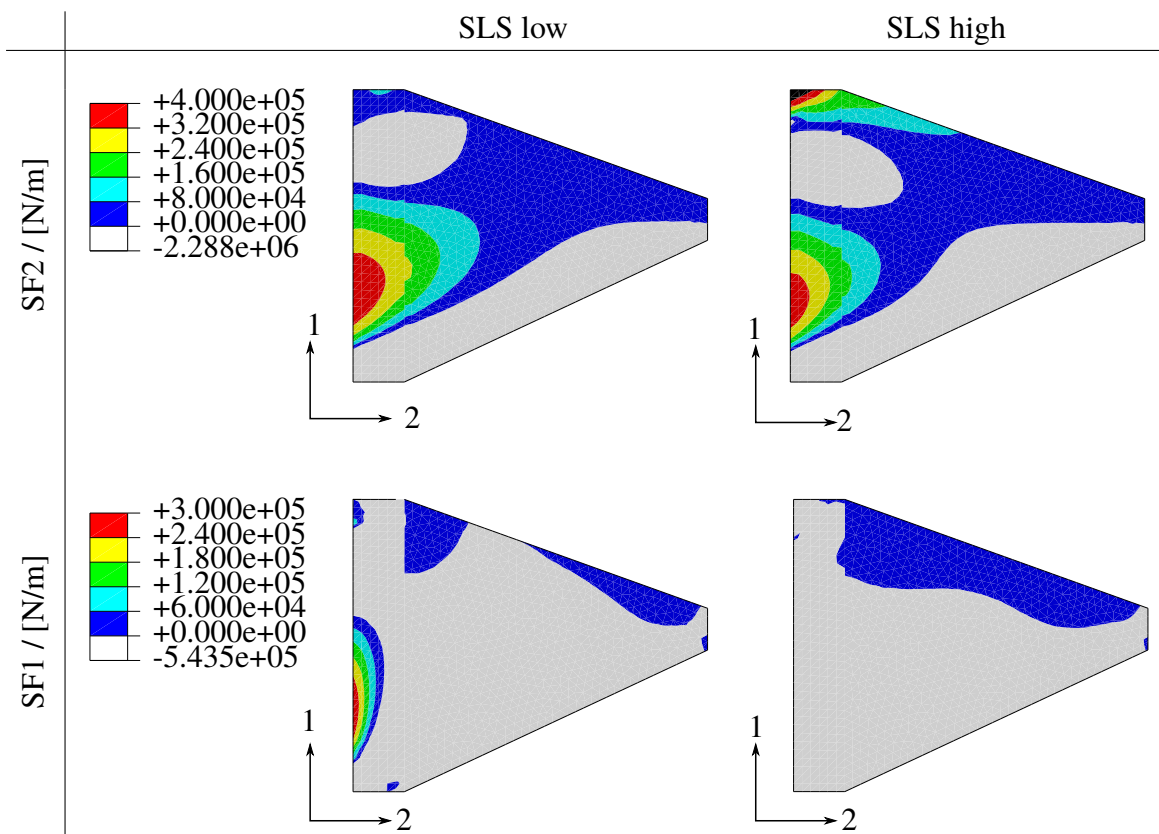 SLS low
SLS high
SF2 / [N/m]
+4.000e+05
+3.200e+05
+2.400e+05
+1.600e+05
+8.000e+04
+0.000e+00
-2.288e+06
1
2
1
2
SF1 / [N/m]
+3.000e+05
+2.400e+05
+1.800e+05
+1.200e+05
+6.000e+04
+0.000e+00
-5.435e+05
1
2
1
2